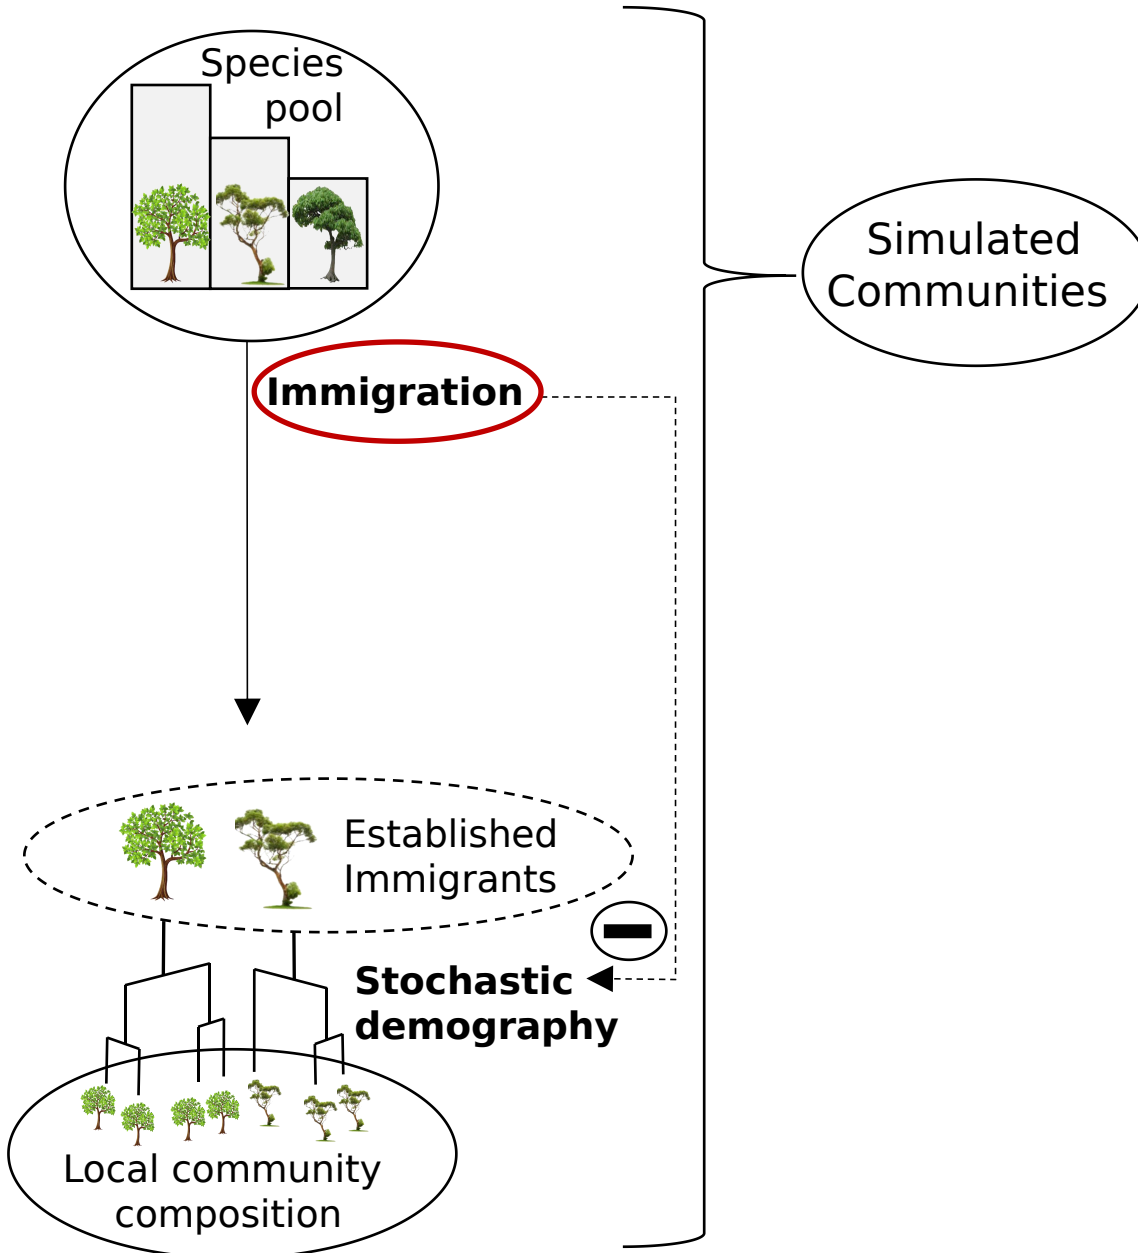 Species
pool
Simulated
Communities
Immigration
Established
Immigrants
Stochastic
demography
Local community
composition